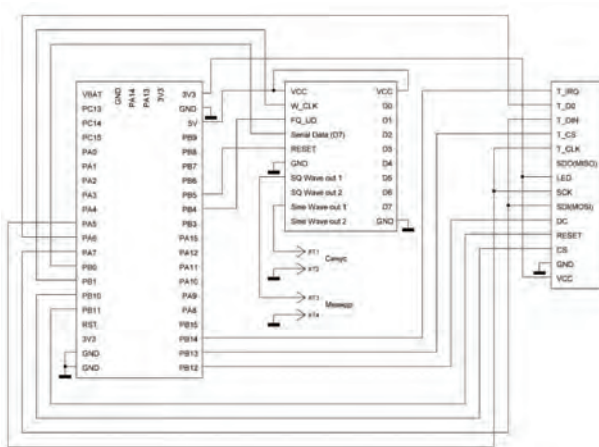 GND
PA14
PA13
3V3
VBAT
PC13
PC14
PC15
PA0
PA1
PA2
PA3
PA4
PA5
PA6
PA7
PB0
PB1
PB10
PB11
RST
3V3
GND
GND
3V3
GND
5V
PB9
PB8
PB7
PB6
PB5
PB4
PB3
PA15
PA12
PA11
PA10
PA9
PA8
PB15
PB14
PB13
PB12
VCC
W_CLK
FQ_UD
Serial Data (D7)
RESET
GND
SQ Wave out 1
SQ Wave out 2
Sine Wave out 1
Sine Wave out 2
VCC
D0
D1
D2
D3
D4
D5
D6
D7
GND
XT1
Синус
XT2
XT3
Меандр
XT4
T_IRQ
T_D0
T_DIN
T_CS
T_CLK
SDO(MISO)
LED
SCK
SDI(MOSI)
DC
RESET
CS
GND
VCC